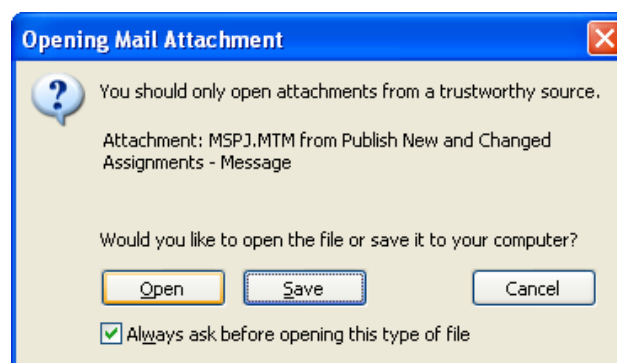 Opening Mail Attachment
You should only open attachments from a trustworthy source.
Attachment: MSPJ.MTM from Publish New and Changed
Assignments - Message
Would you like to open the file or save it to your computer?
Open Save Cancel
Always ask before opening this type of file